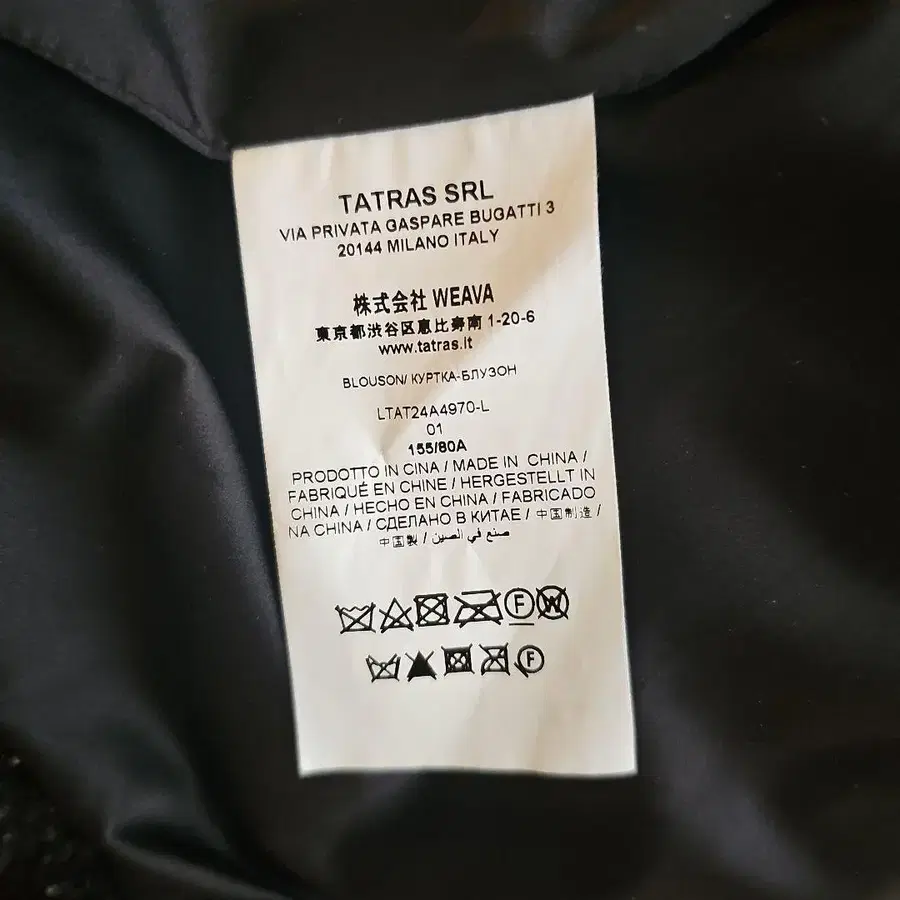 TATRAS SRL
VIA PRIVATA GASPARE BUGATTI 3
20144 MILANO ITALY
株式会社 WEAVA
東京都渋谷区恵比寿南 1-20-6
www.tatras.it
BLOUSON/ КУРТКА-БЛУЗОН
LTAT24A4970-L
01
155/80A
PRODOTTO IN CINA / MADE IN CHINA /
FABRIQUÉ EN CHINE / HERGESTELLT IN
CHINA / HECHO EN CHINA / FABRICADO
NA CHINA / СДЕЛАНО В КИТАЕ / 中国制造 /
中国製 / صنع في الصين
F W
F